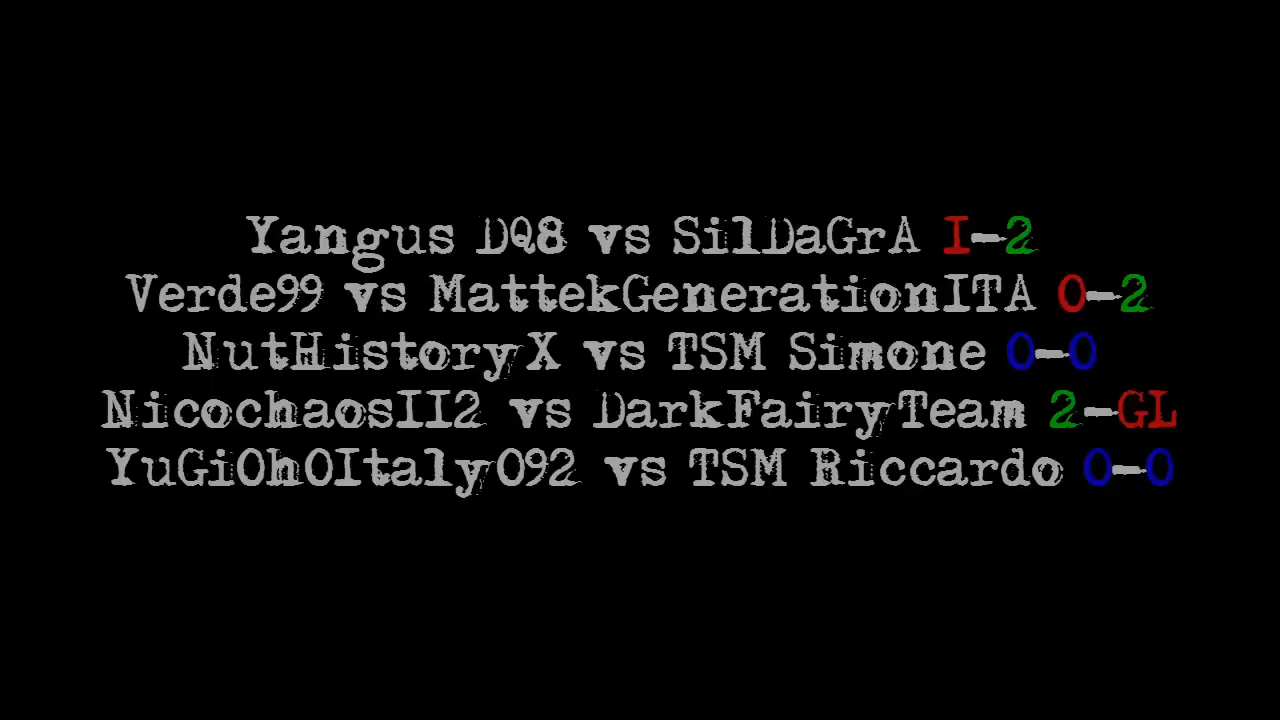 Yangus DQ8 vs SilDaGrA 1-2
Verde99 vs MattekGenerationITA 0-2
NutHistoryX vs TSM Simone 0-0
Nicochaos112 vs DarkFairyTeam 2-GL
YuGiOhOItaly092 vs TSM Riccardo 0-0